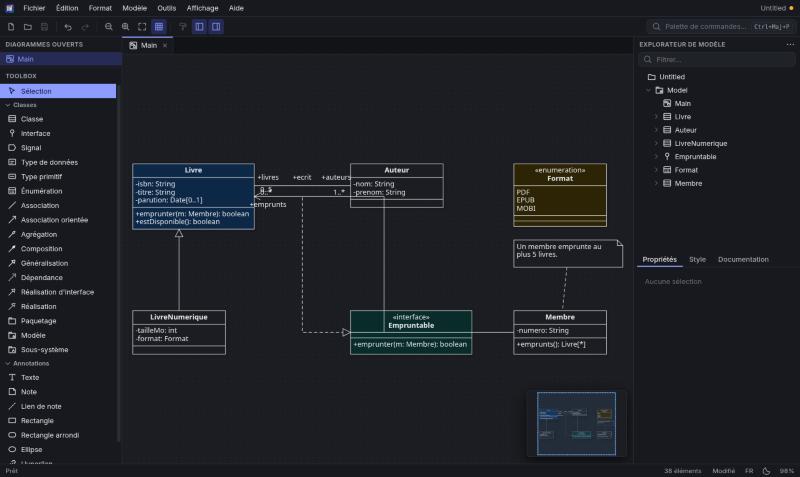 Fichier Édition Format Modèle Outils Affichage Aide
Untitled
Palette de commandes... Ctrl+Maj+P
DIAGRAMMES OUVERTS
Main
TOOLBOX
Sélection
Classes
Classe
Interface
Signal
Type de données
Type primitif
Énumération
Association
Association orientée
Agrégation
Composition
Généralisation
Dépendance
Réalisation d'interface
Réalisation
Paquetage
Modèle
Sous-système
Annotations
Texte
Note
Lien de note
Rectangle
Rectangle arrondi
Ellipse
Main
Livre
-isbn: String
-titre: String
-parution: Date[0..1]
+emprunter(m: Membre): boolean
+estDisponible(): boolean
+livres +ecrit +auteurs
1..*
+emprunts
Auteur
-nom: String
-prenom: String
«enumeration»
Format
PDF
EPUB
MOBI
Un membre emprunte au
plus 5 livres.
LivreNumerique
-tailleMo: int
-format: Format
«interface»
Empruntable
+emprunter(m: Membre): boolean
Membre
-numero: String
+emprunts(): Livre[*]
EXPLORATEUR DE MODÈLE
Filtrer...
Untitled
Model
Main
Livre
Auteur
LivreNumerique
Empruntable
Format
Membre
Propriétés Style Documentation
Aucune sélection
Prêt
38 éléments Modifié FR 98%